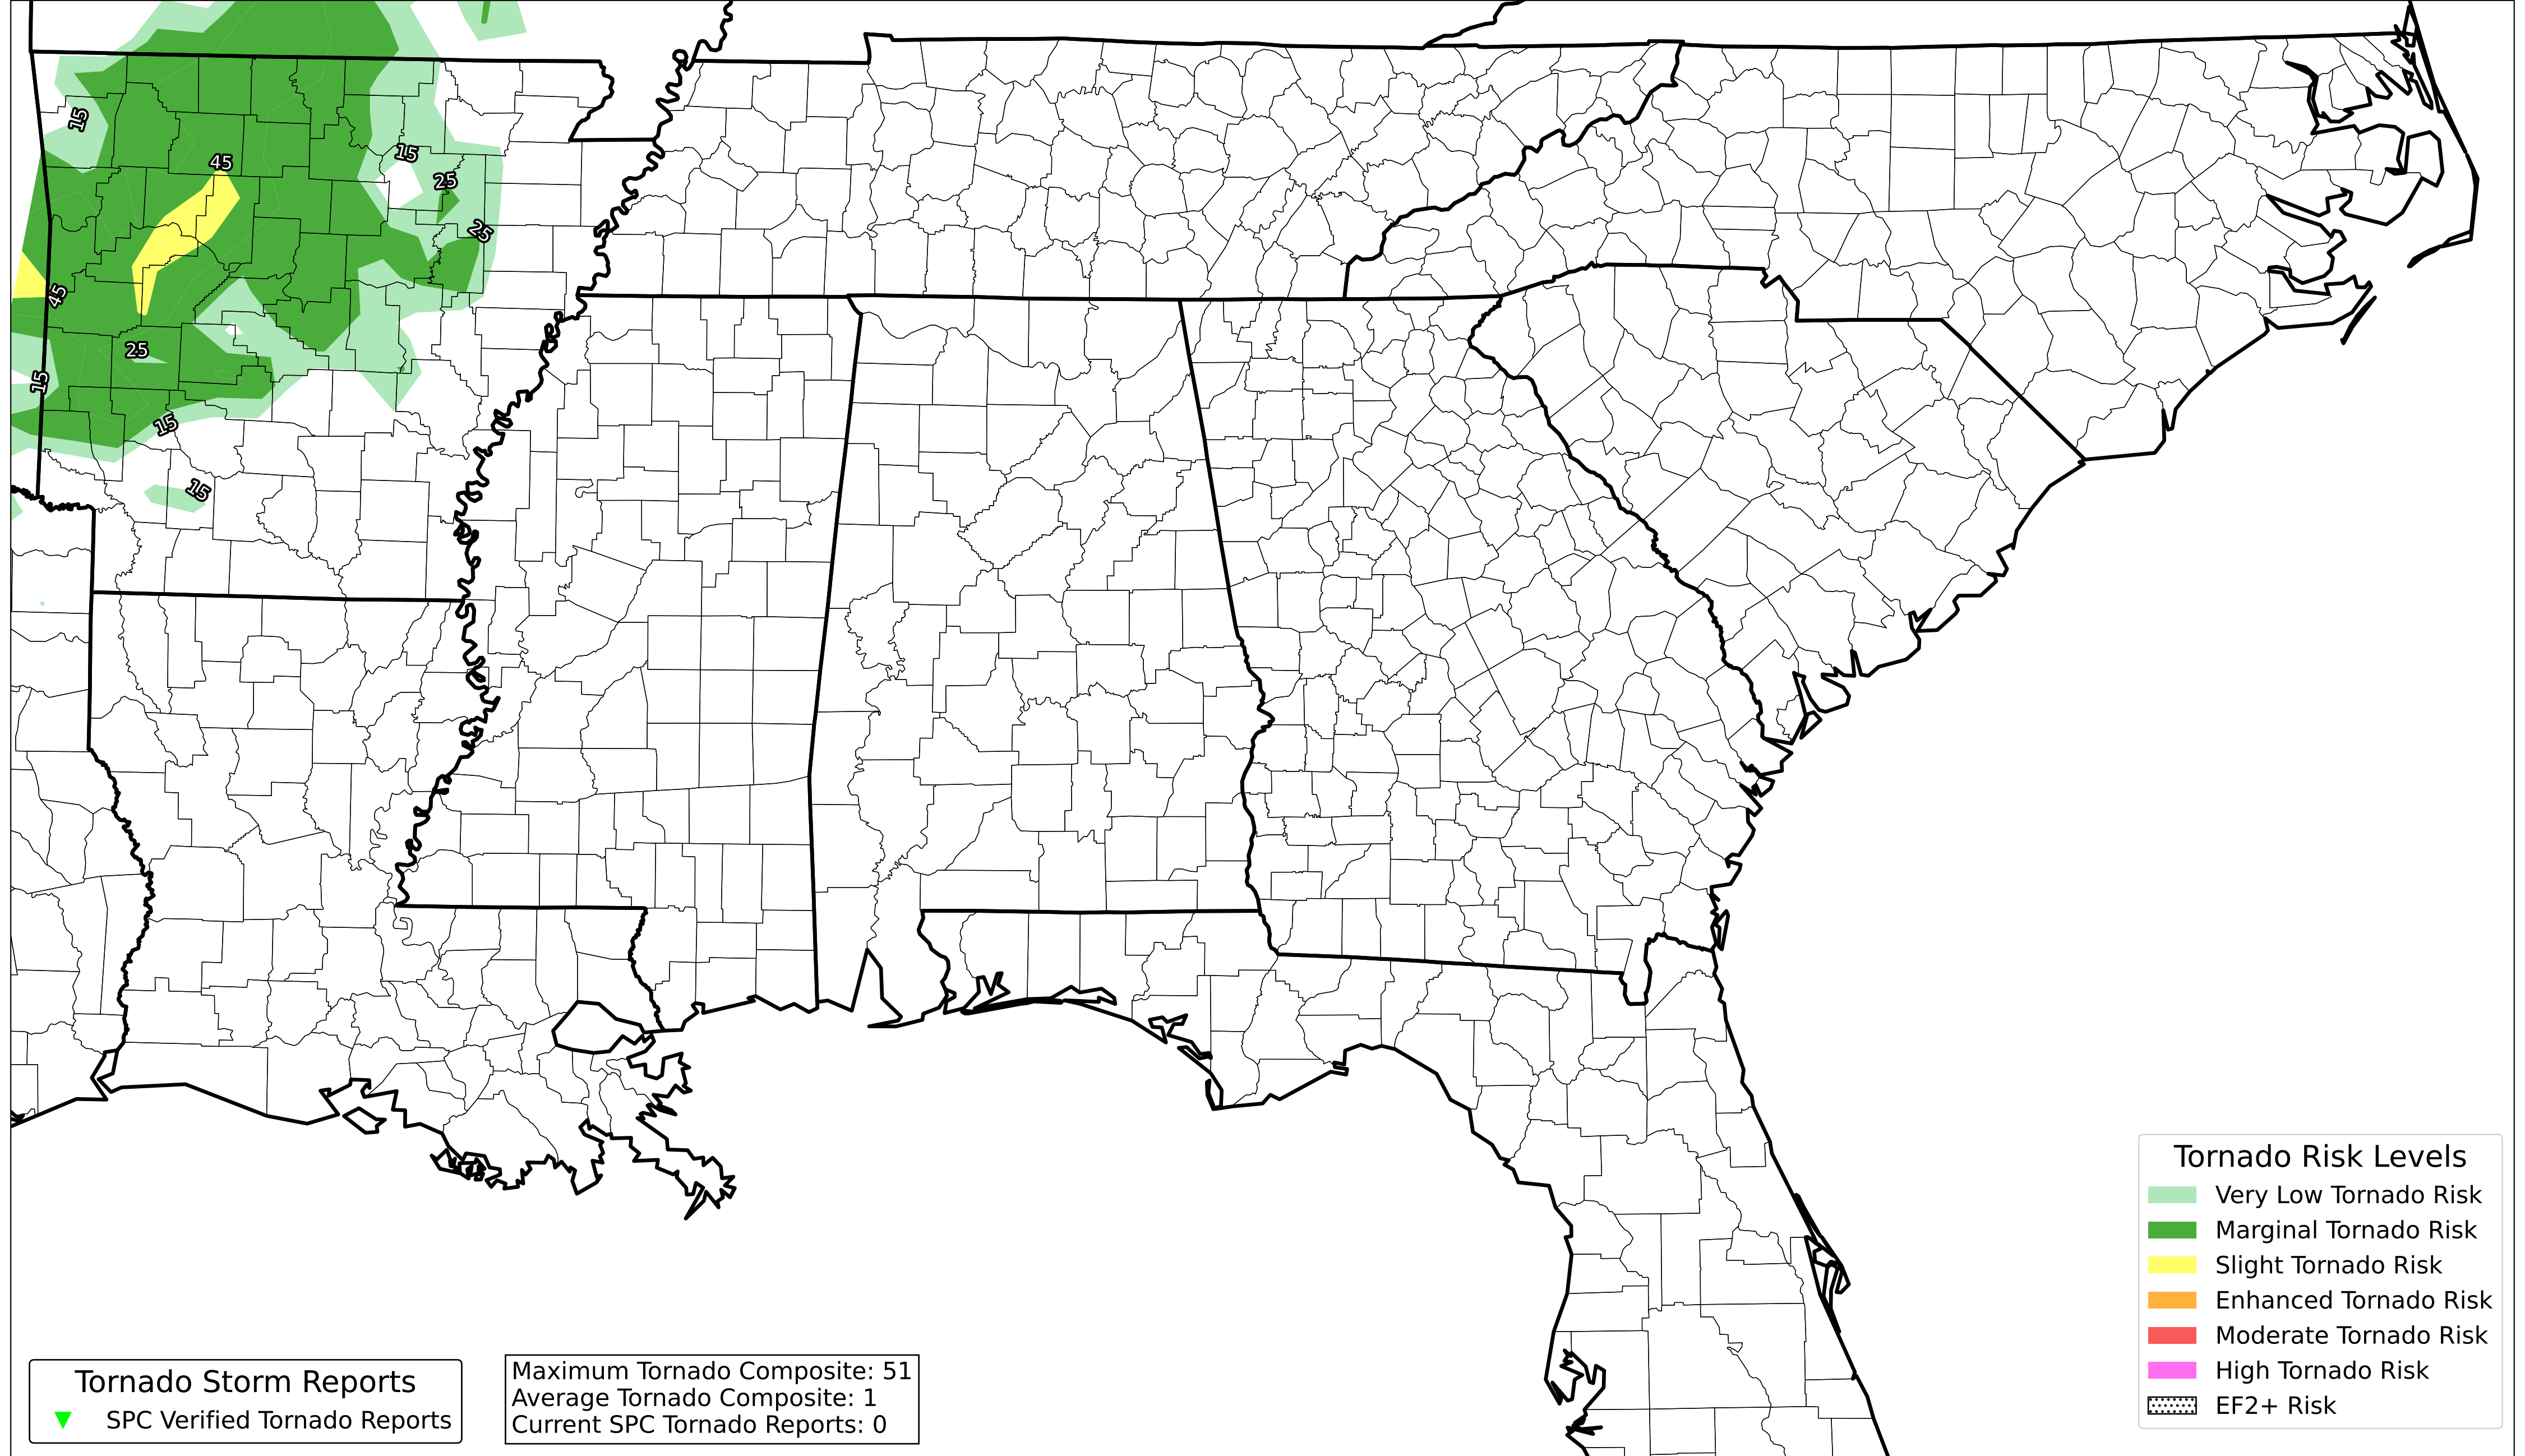 15
15
45
25
25
45
25
15
15
15
Tornado Risk Levels
Very Low Tornado Risk
Marginal Tornado Risk
Slight Tornado Risk
Enhanced Tornado Risk
Moderate Tornado Risk
High Tornado Risk
EF2+ Risk
Tornado Storm Reports
SPC Verified Tornado Reports
Maximum Tornado Composite: 51
Average Tornado Composite: 1
Current SPC Tornado Reports: 0